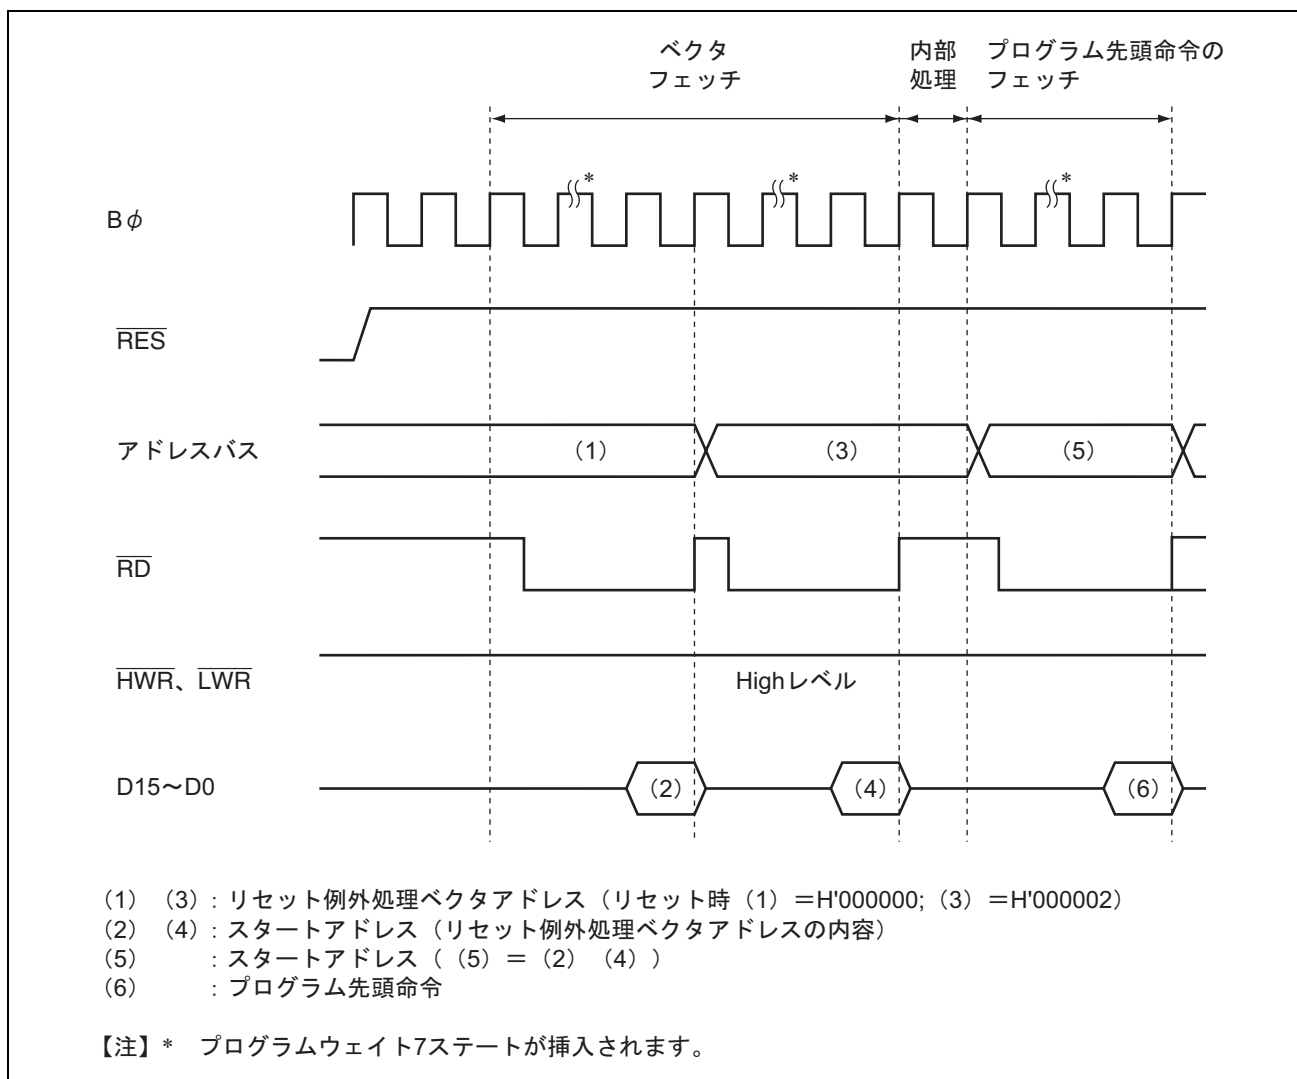 ベクタ
フェッチ
内部
処理
プログラム先頭命令の
フェッチ
* * *
Bφ
RES
アドレスバス (1) (3) (5)
RD
HWR、LWR Highレベル
D15～D0 (2) (4) (6)
(1) (3) : リセット例外処理ベクタアドレス（リセット時（1）＝H'000000;（3）＝H'000002）
(2) (4) : スタートアドレス（リセット例外処理ベクタアドレスの内容）
(5) : スタートアドレス（（5）＝（2）（4））
(6) : プログラム先頭命令
【注】* プログラムウェイト7ステートが挿入されます。